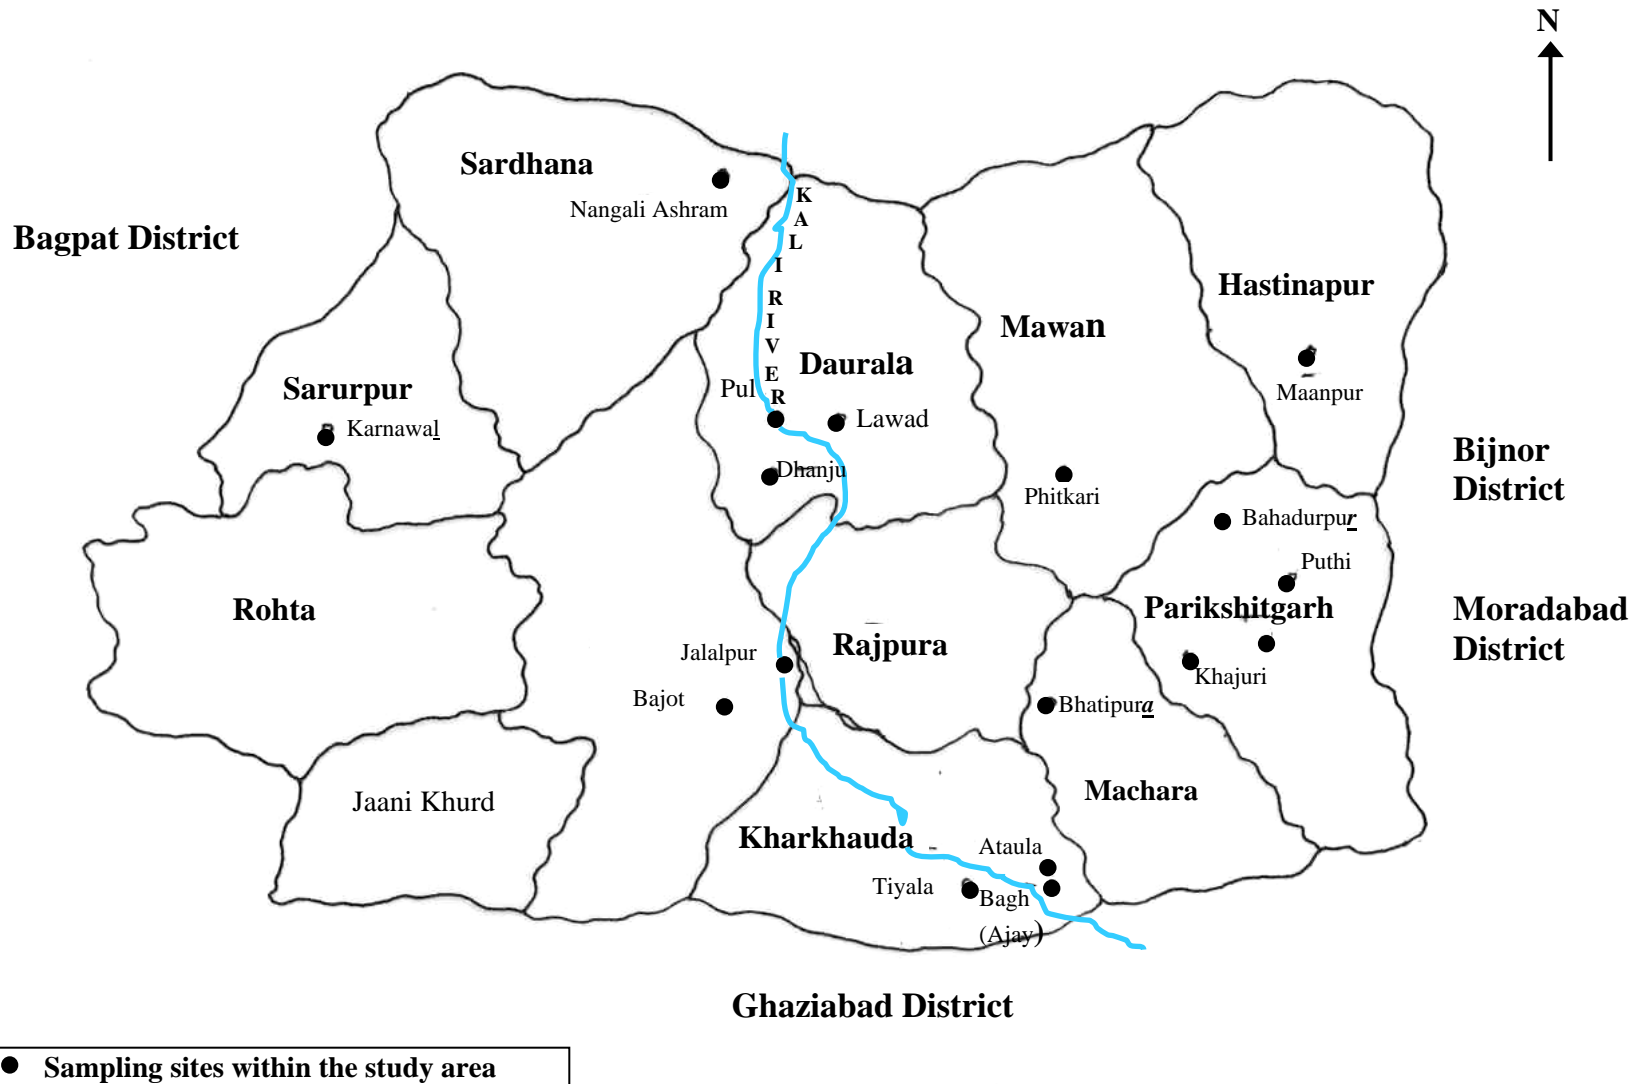 N
Sardhana
Nangali Ashram
KALI RIVER
Bagpat District
Hastinapur
Mawan
Daurala
Maanpur
Sarurpur
Pul
Karnawal
Lawad
Bijnor
District
Dhanju
Phitkari
Bahadurpur
Puthi
Rohta
Parikshitgarh
Moradabad
District
Rajpura
Jalalpur
Khajuri
Bajot
Bhatipura
Machara
Jaani Khurd
Kharkhauda
Ataula
Tiyala
Bagh
(Ajay)
Ghaziabad District
Sampling sites within the study area